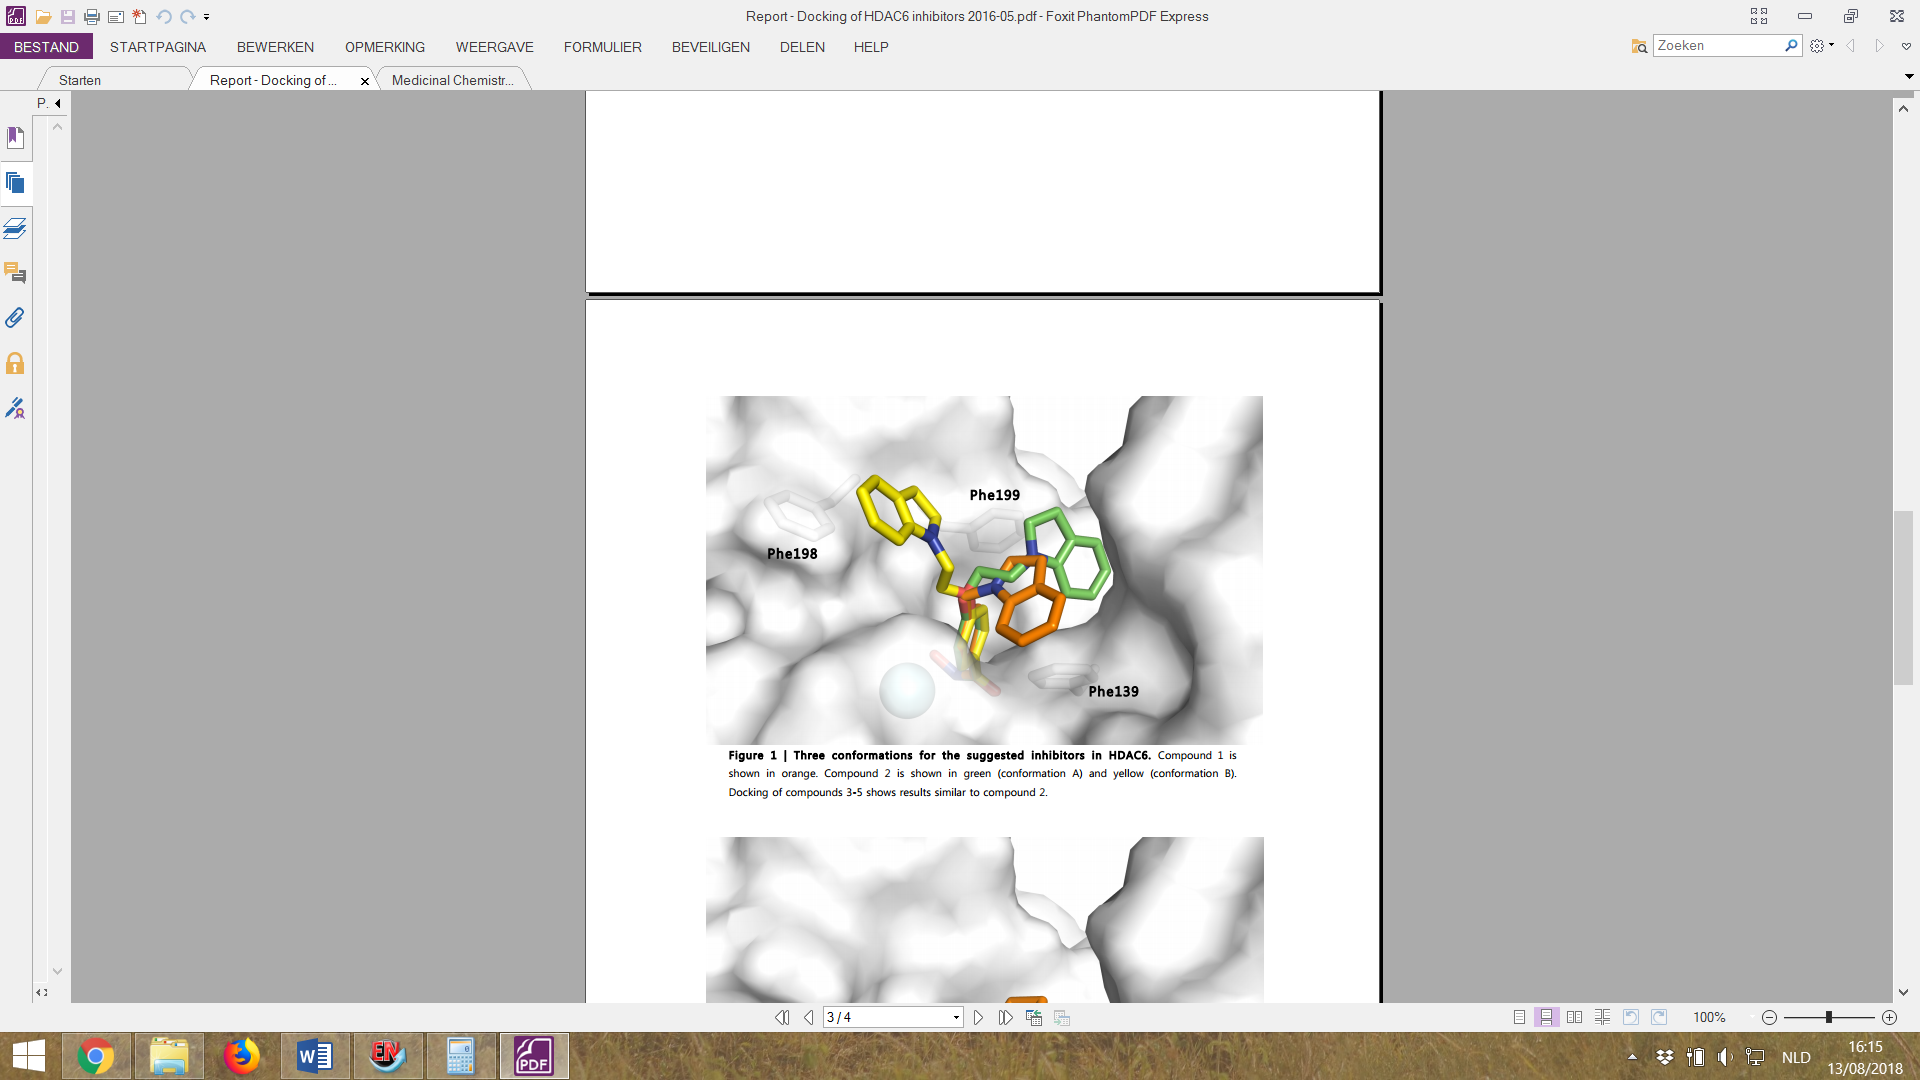 Report - Docking of HDAC6 inhibitors 2016-05.pdf - Foxit PhantomPDF Express
BESTAND STARTPAGINA BEWERKEN OPMERKING WEERGAVE FORMULIER BEVEILIGEN DELEN HELP
Zoeken
Starten Report - Docking of ... Medicinal Chemistr...
P.
Phe199
Phe198
Phe139
Figure 1 | Three conformations for the suggested inhibitors in HDAC6. Compound 1 is
shown in orange. Compound 2 is shown in green (conformation A) and yellow (conformation B).
Docking of compounds 3-5 shows results similar to compound 2.
3 / 4
100%
PDF
NLD
16:15
13/08/2018